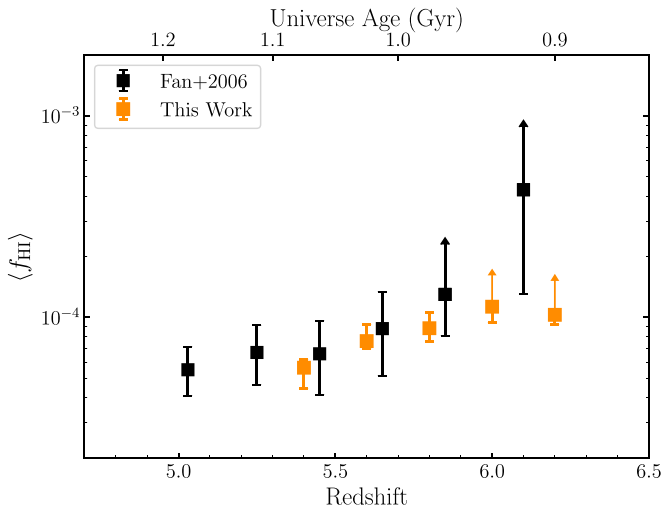 Universe Age (Gyr)
1.2 1.1 1.0 0.9
Fan+2006
This Work
10⁻³
10⁻⁴
⟨f_HI⟩
5.0 5.5 6.0 6.5
Redshift